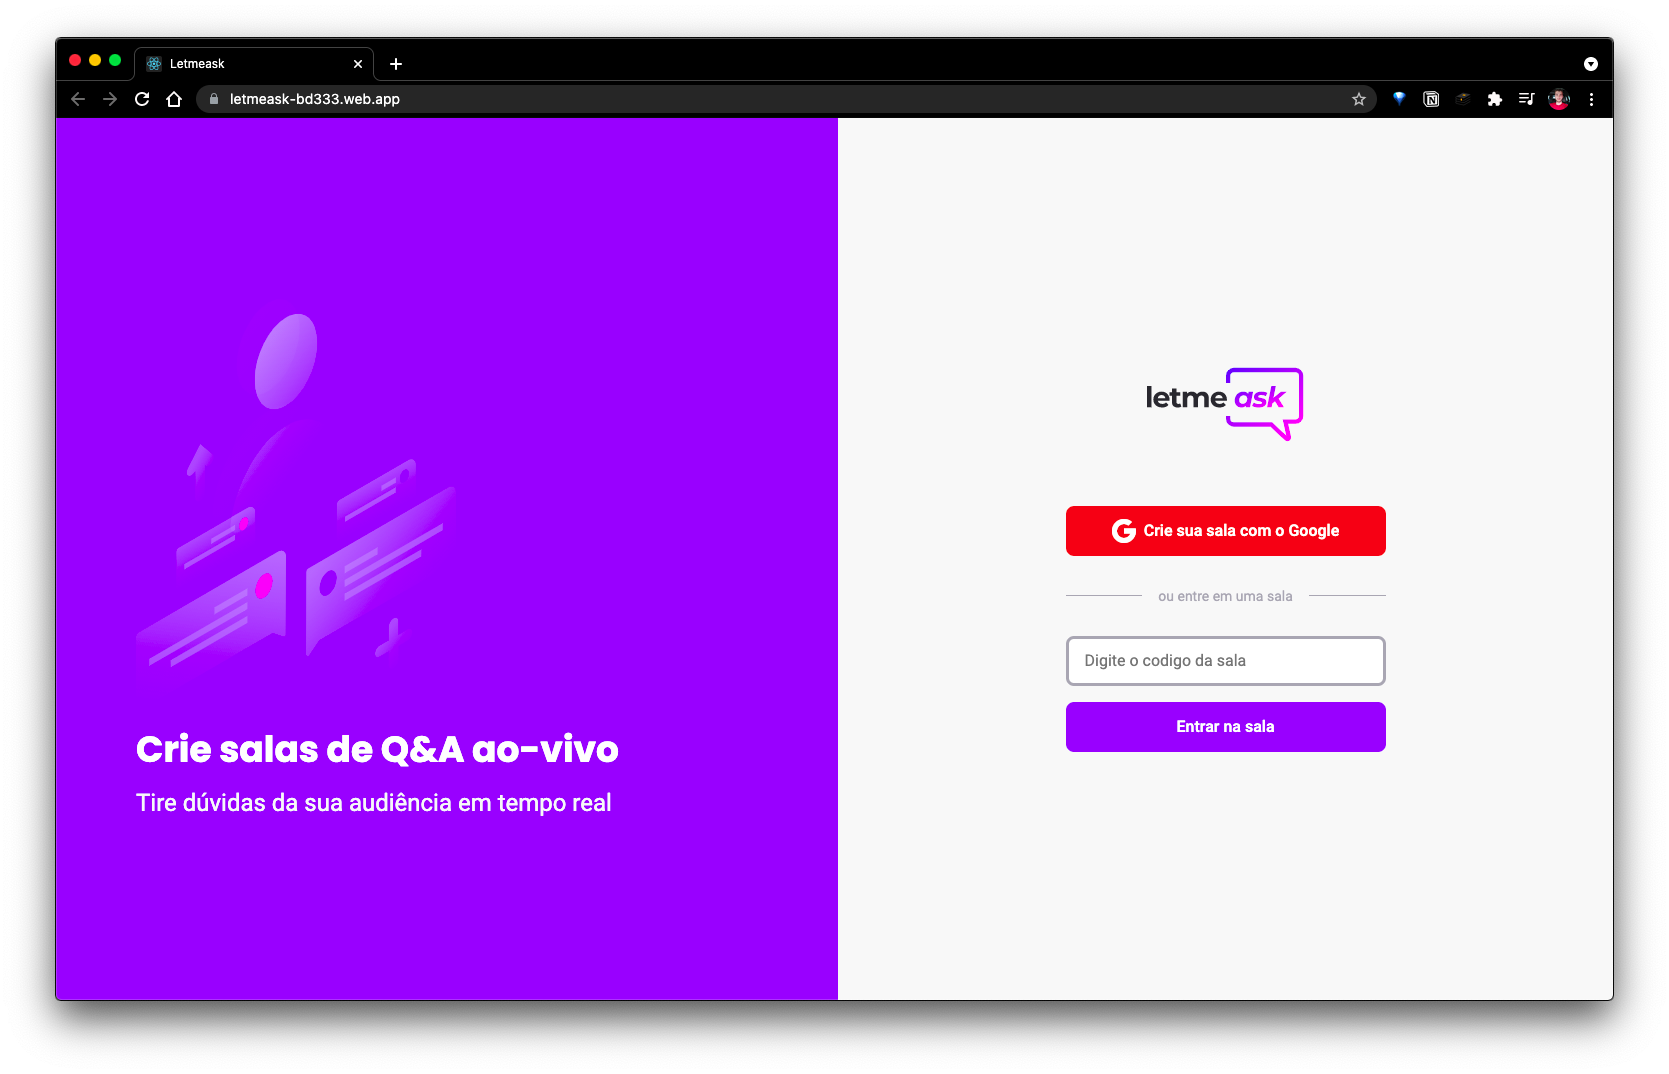 Letmeask
letmeask-bd333.web.app
Crie salas de Q&A ao-vivo
Tire dúvidas da sua audiência em tempo real
letme ask
Crie sua sala com o Google
ou entre em uma sala
Digite o codigo da sala
Entrar na sala